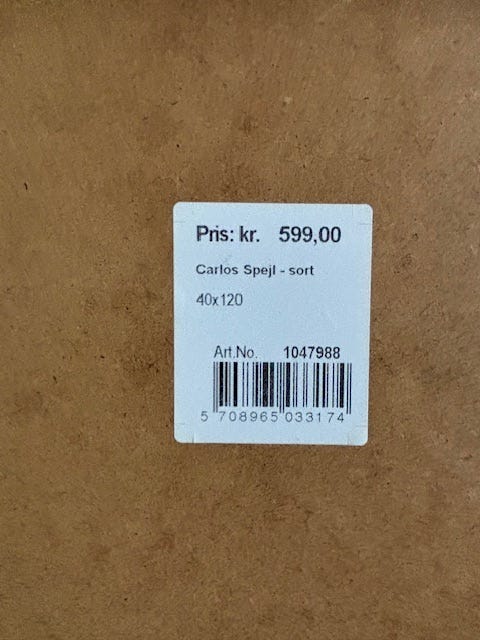 Pris: kr. 599,00
Carlos Spejl - sort
40x120
Art.No. 1047988
5 708965 033174